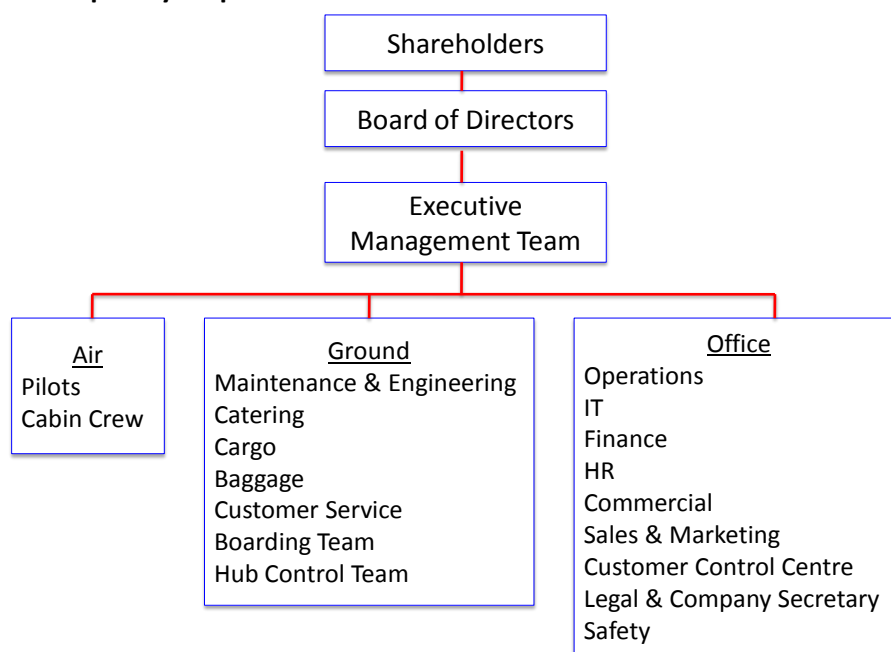 Shareholders
Board of Directors
Executive
Management Team
Air
Pilots
Cabin Crew
Ground
Maintenance & Engineering
Catering
Cargo
Baggage
Customer Service
Boarding Team
Hub Control Team
Office
Operations
IT
Finance
HR
Commercial
Sales & Marketing
Customer Control Centre
Legal & Company Secretary
Safety